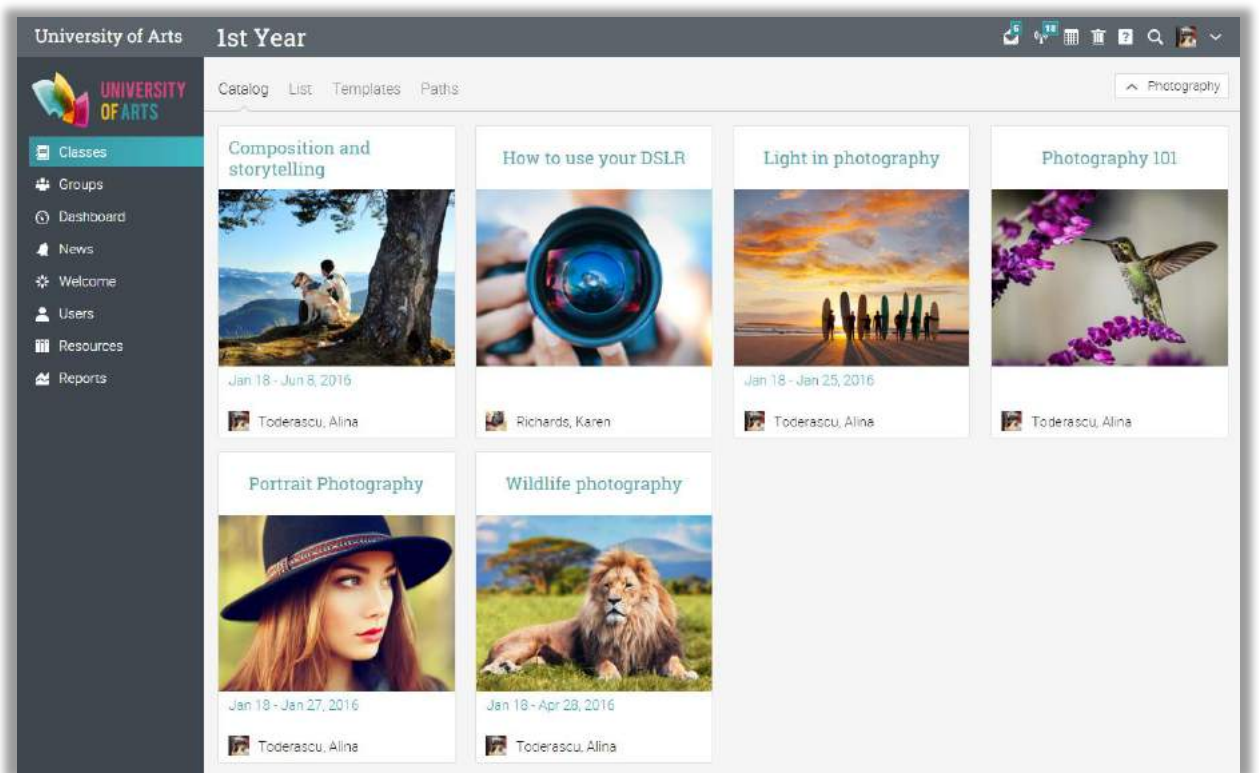 University of Arts
1st Year
6
18
?
UNIVERSITY
OF ARTS
Classes
Groups
Dashboard
News
Welcome
Users
Resources
Reports
Catalog List Templates Paths
Photography
Composition and
storytelling
Jan 18 - Jun 8, 2016
Toderascu, Alina
How to use your DSLR
Richards, Karen
Light in photography
Jan 18 - Jan 25, 2016
Toderascu, Alina
Photography 101
Toderascu, Alina
Portrait Photography
Jan 18 - Jan 27, 2016
Toderascu, Alina
Wildlife photography
Jan 18 - Apr 28, 2016
Toderascu, Alina